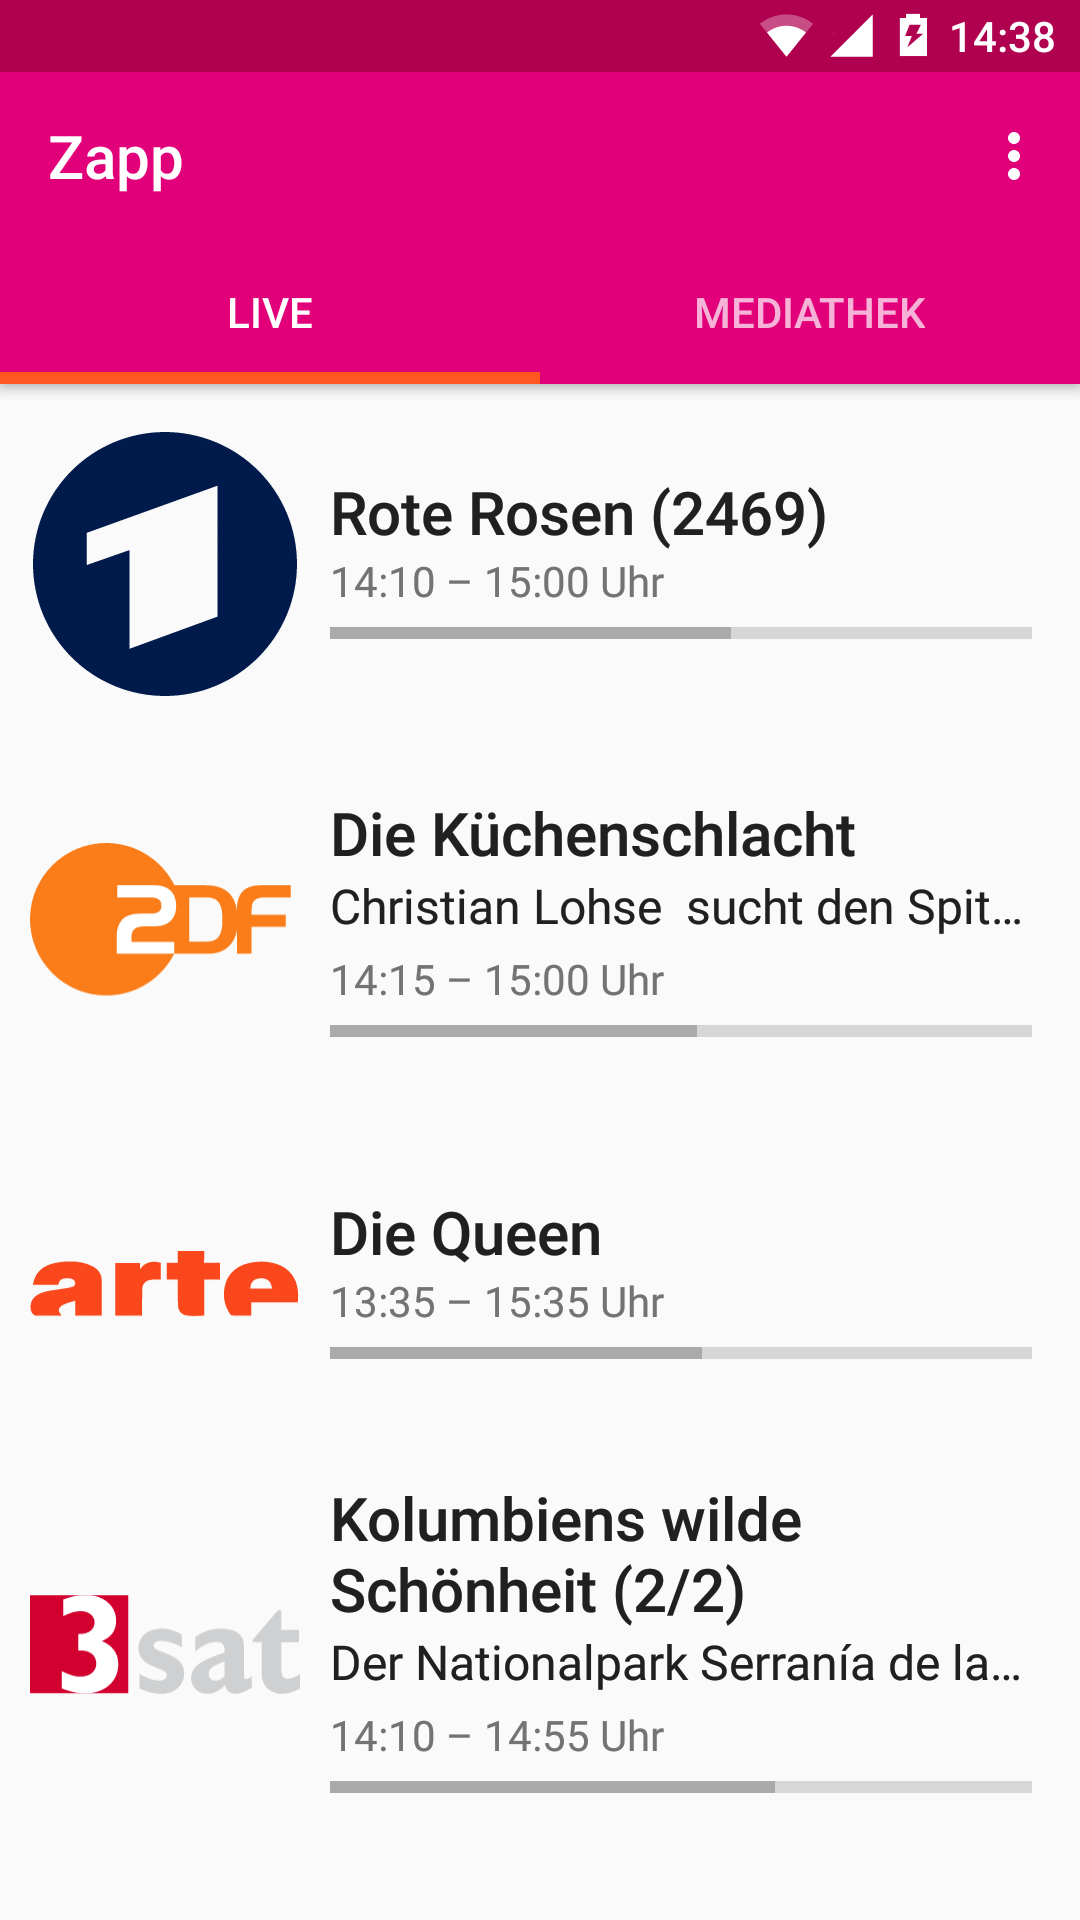 14:38
Zapp
LIVE
MEDIATHEK
1
Rote Rosen (2469)
14:10 – 15:00 Uhr
Die Küchenschlacht
ZDF
Christian Lohse  sucht den Spit…
14:15 – 15:00 Uhr
Die Queen
arte
13:35 – 15:35 Uhr
Kolumbiens wilde
Schönheit (2/2)
3sat
Der Nationalpark Serranía de la…
14:10 – 14:55 Uhr